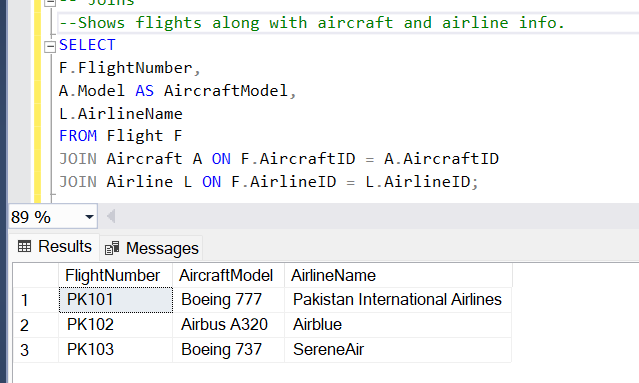 -- Joins
--Shows flights along with aircraft and airline info.
SELECT
F.FlightNumber,
A.Model AS AircraftModel,
L.AirlineName
FROM Flight F
JOIN Aircraft A ON F.AircraftID = A.AircraftID
JOIN Airline L ON F.AirlineID = L.AirlineID;
89 %
Results Messages
FlightNumber AircraftModel AirlineName
1 PK101 Boeing 777 Pakistan International Airlines
2 PK102 Airbus A320 Airblue
3 PK103 Boeing 737 SereneAir